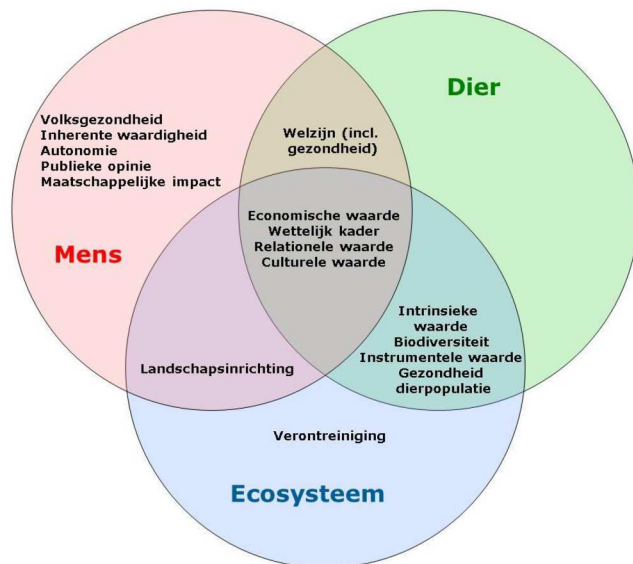 Dier
Volksgezondheid
Inherente waardigheid
Autonomie
Publieke opinie
Maatschappelijke impact
Welzijn (incl.
gezondheid)
Economische waarde
Wettelijk kader
Relationele waarde
Culturele waarde
Mens
Intrinsieke
waarde
Biodiversiteit
Instrumentele waarde
Gezondheid
dierpopulatie
Landschapsinrichting
Verontreiniging
Ecosysteem